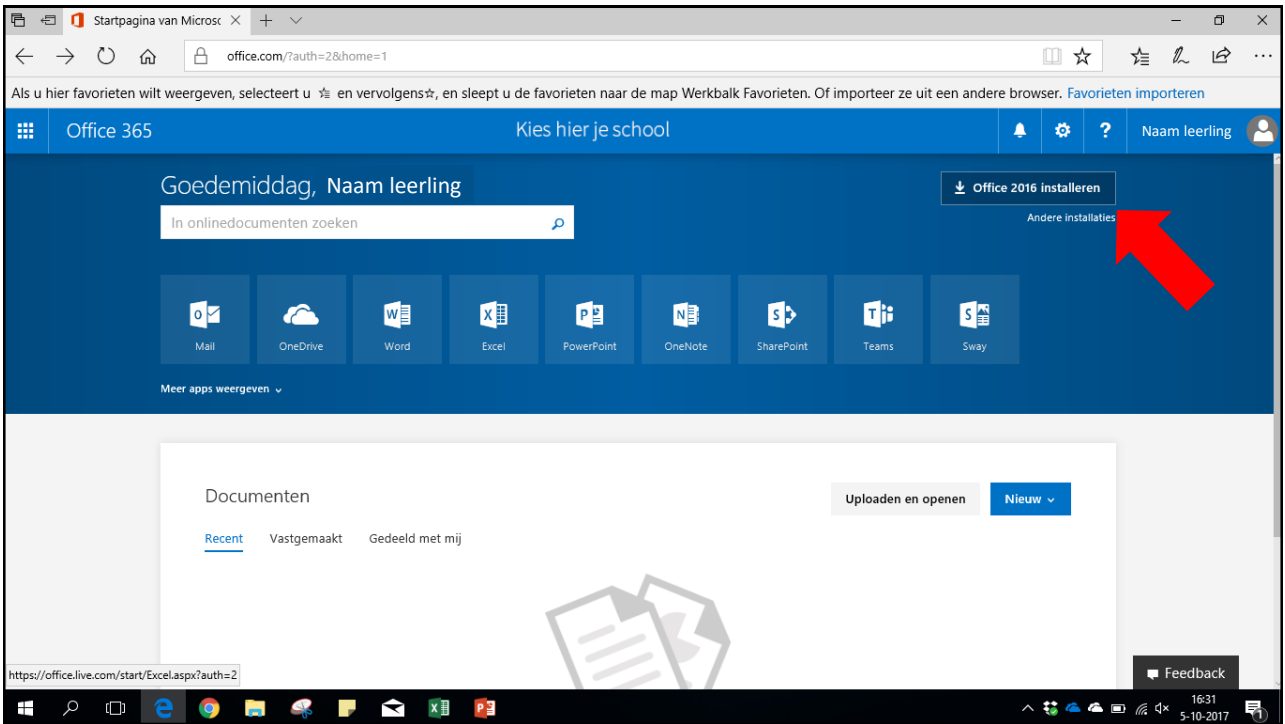 Startpagina van Microsc
office.com/?auth=2&home=1
Als u hier favorieten wilt weergeven, selecteert u en vervolgens☆, en sleept u de favorieten naar de map Werkbalk Favorieten. Of importeer ze uit een andere browser. Favorieten importeren
Office 365 Kies hier je school ? Naam leerling
Goedemiddag, Naam leerling
Office 2016 installeren
In onlinedocumenten zoeken
Andere installaties
Mail OneDrive Word Excel PowerPoint OneNote SharePoint Teams Sway
Meer apps weergeven
Documenten
Uploaden en openen Nieuw
Recent Vastgemaakt Gedeeld met mij
https://office.live.com/start/Excel.aspx?auth=2
Feedback
16:31
5-10-2017